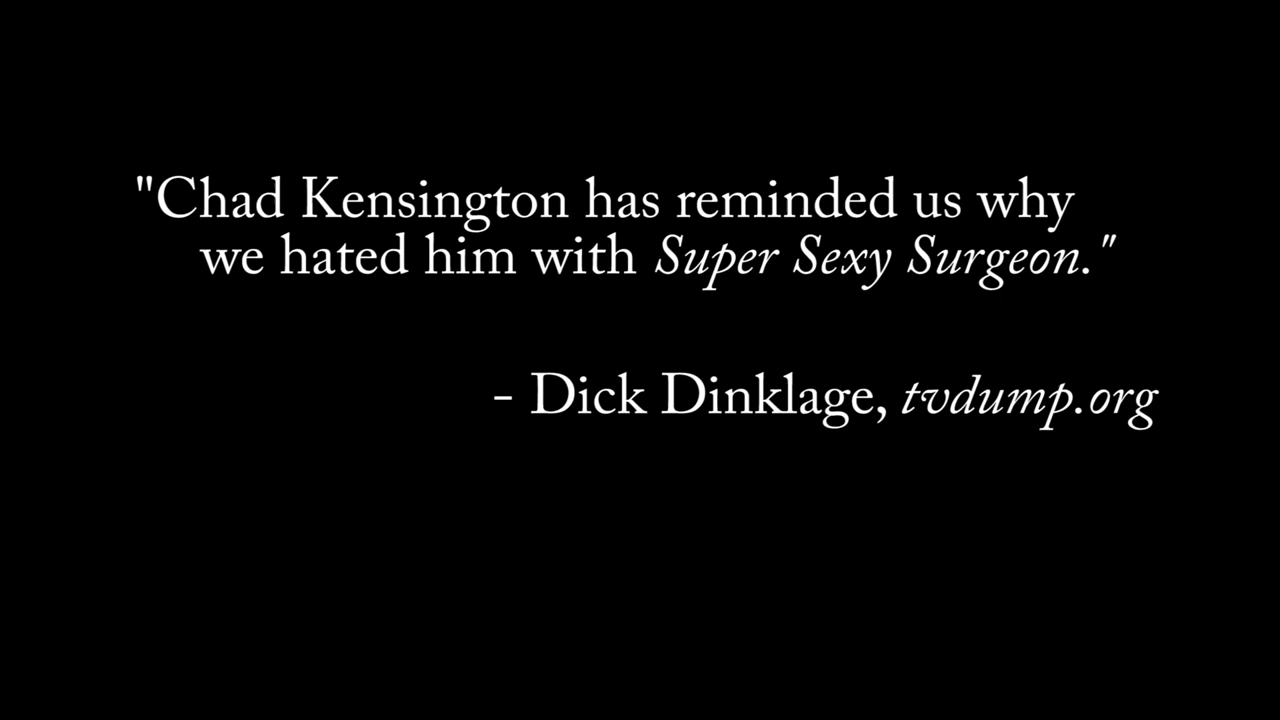 "Chad Kensington has reminded us why
we hated him with Super Sexy Surgeon."
- Dick Dinklage, tvdump.org